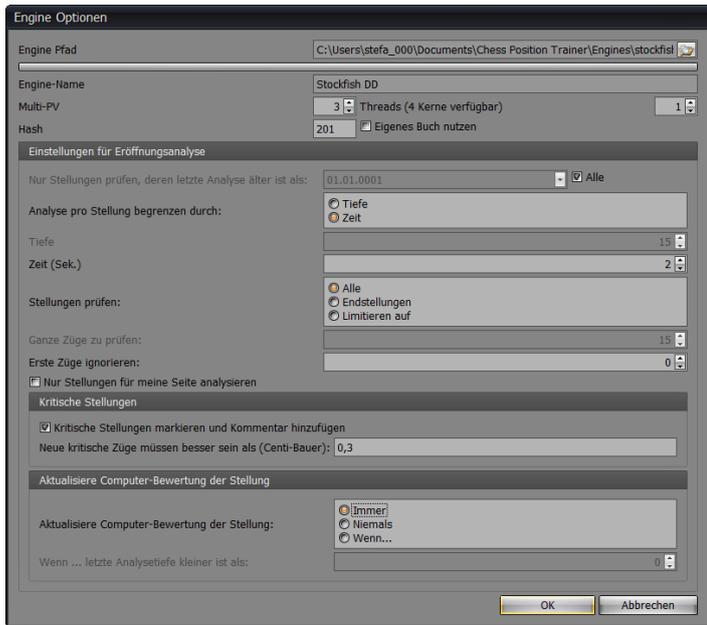 Engine Optionen
Engine Pfad C:\Users\stefa_000\Documents\Chess Position Trainer\Engines\stockfisl
Engine-Name Stockfish DD
Multi-PV 3 Threads (4 Kerne verfügbar) 1
Hash 201 Eigenes Buch nutzen
Einstellungen für Eröffnungsanalyse
Nur Stellungen prüfen, deren letzte Analyse älter ist als: 01.01.0001 Alle
Analyse pro Stellung begrenzen durch: Tiefe
Zeit
Tiefe 15
Zeit (Sek.) 2
Stellungen prüfen: Alle
Endstellungen
Limitieren auf
Ganze Züge zu prüfen: 15
Erste Züge ignorieren: 0
Nur Stellungen für meine Seite analysieren
Kritische Stellungen
Kritische Stellungen markieren und Kommentar hinzufügen
Neue kritische Züge müssen besser sein als (Centi-Bauer): 0,3
Aktualisiere Computer-Bewertung der Stellung
Aktualisiere Computer-Bewertung der Stellung: Immer
Niemals
Wenn...
Wenn ... letzte Analysetiefe kleiner ist als: 0
OK Abbrechen